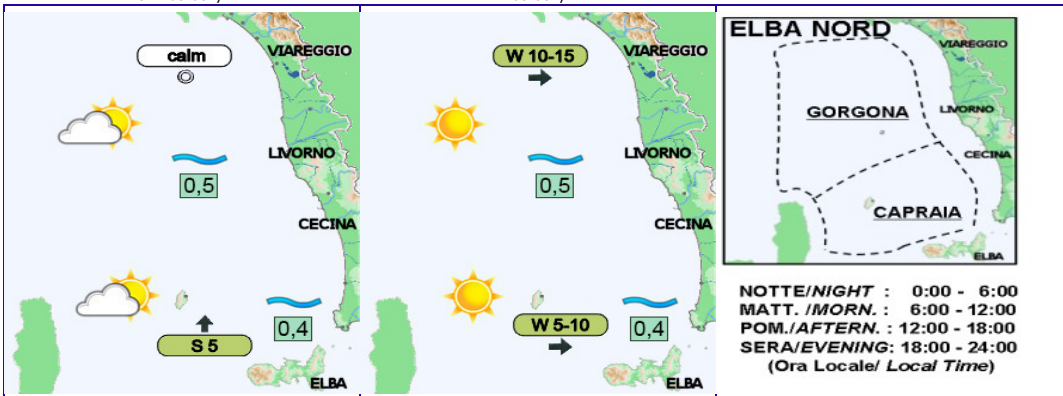 calm
VIAREGGIO
LIVORNO
0,5
CECINA
0,4
S 5
ELBA
W 10-15
VIAREGGIO
LIVORNO
0,5
CECINA
W 5-10
0,4
ELBA
ELBA NORD
VIAREGGIO
GORGONA
LIVORNO
CECINA
CAPRAIA
ELBA
NOTTE/NIGHT : 0:00 - 6:00
MATT. /MORN. : 6:00 - 12:00
POM./AFTERN. : 12:00 - 18:00
SERA/EVENING: 18:00 - 24:00
(Ora Locale/ Local Time)